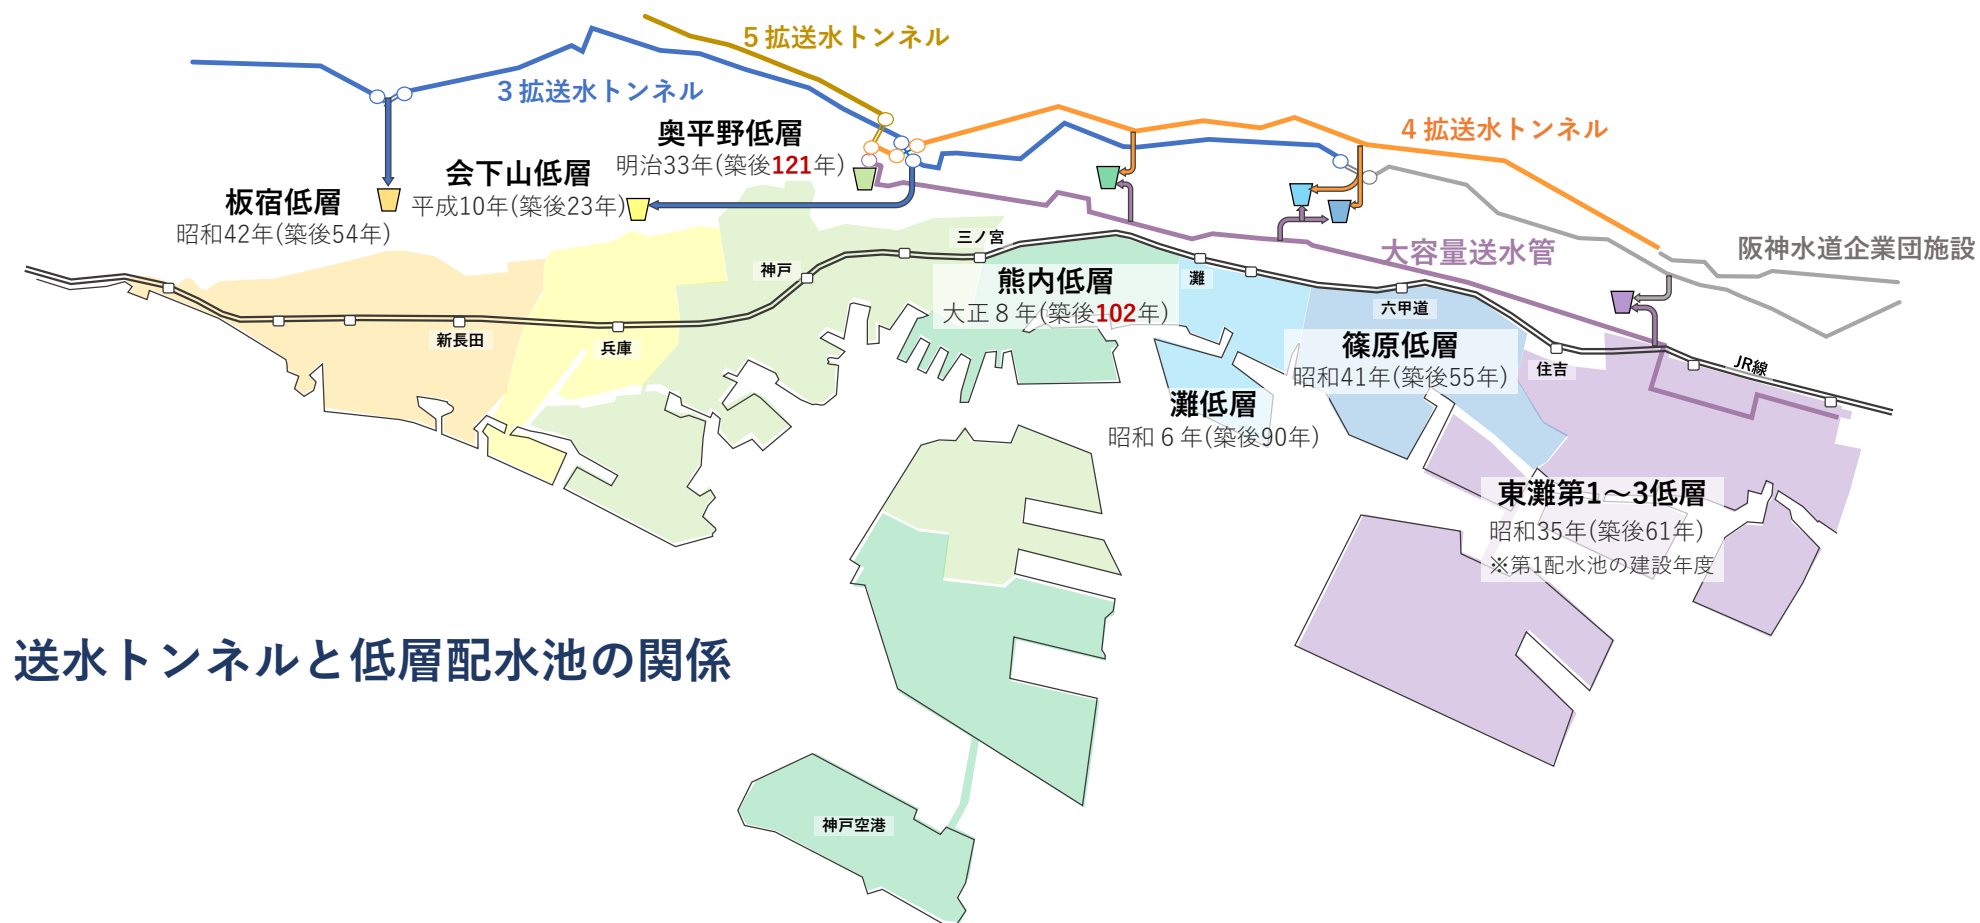 5拡送水トンネル
3拡送水トンネル
4拡送水トンネル
奥平野低層
明治33年(築後121年)
会下山低層
平成10年(築後23年)
板宿低層
昭和42年(築後54年)
三ノ宮
神戸
大容量送水管
阪神水道企業団施設
熊内低層
大正8年(築後102年)
灘
六甲道
新長田
兵庫
篠原低層
昭和41年(築後55年)
住吉
JR線
灘低層
昭和6年(築後90年)
東灘第1～3低層
昭和35年(築後61年)
※第1配水池の建設年度
送水トンネルと低層配水池の関係
神戸空港